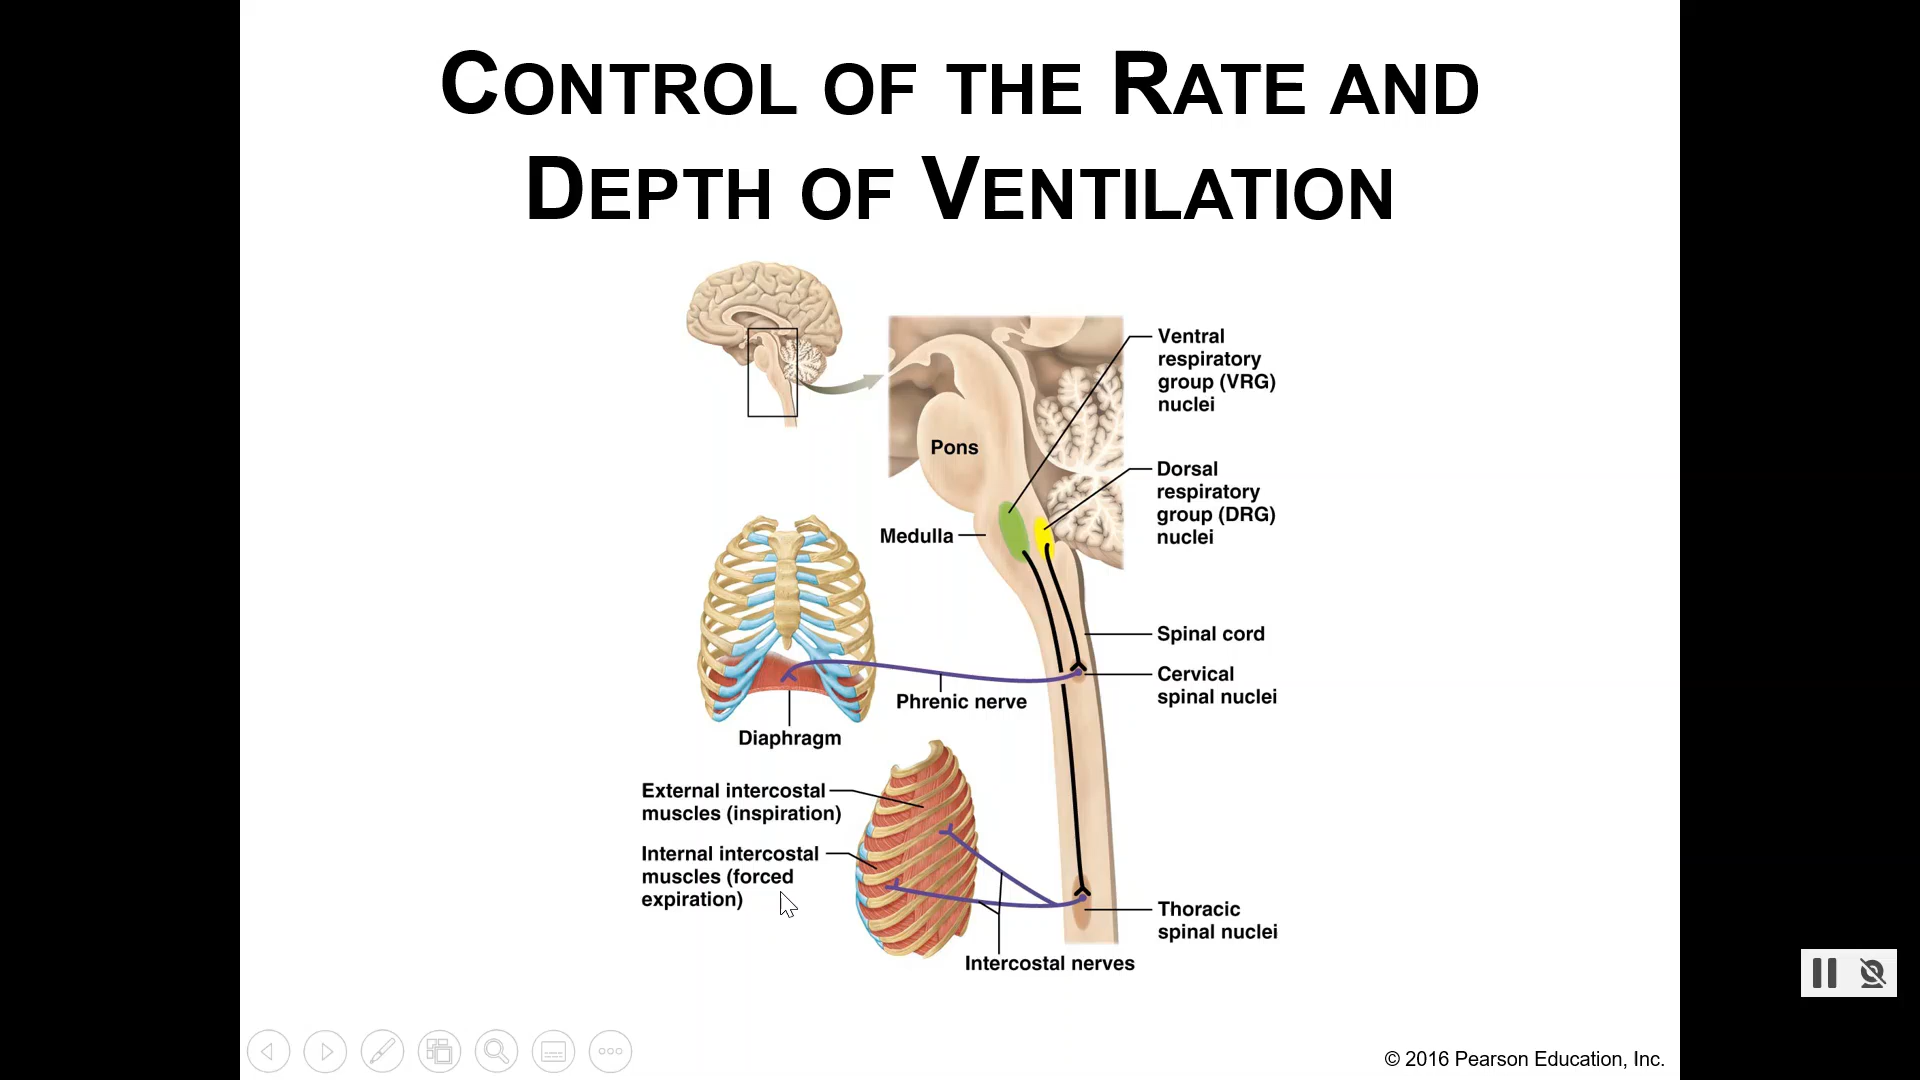 CONTROL OF THE RATE AND
DEPTH OF VENTILATION
Ventral
respiratory
group (VRG)
nuclei
Pons
Dorsal
respiratory
group (DRG)
nuclei
Medulla
Spinal cord
Cervical
spinal nuclei
Phrenic nerve
Diaphragm
External intercostal
muscles (inspiration)
Internal intercostal
muscles (forced
expiration)
Thoracic
spinal nuclei
Intercostal nerves
© 2016 Pearson Education, Inc.